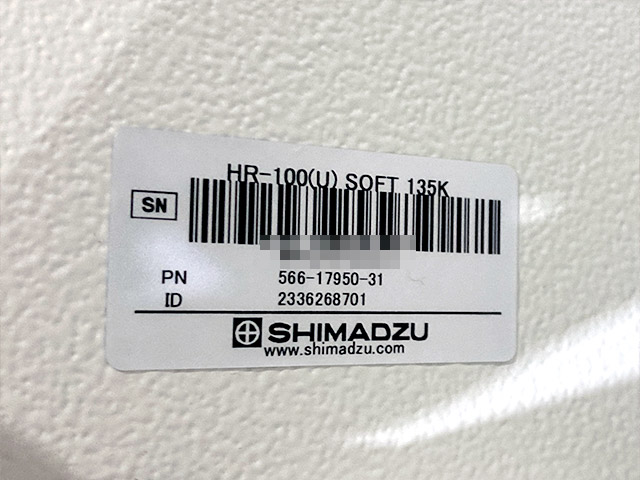 HR-100(U) SOFT 135K
SN
PN 566-17950-31
ID 2336268701
SHIMADZU
www.shimadzu.com